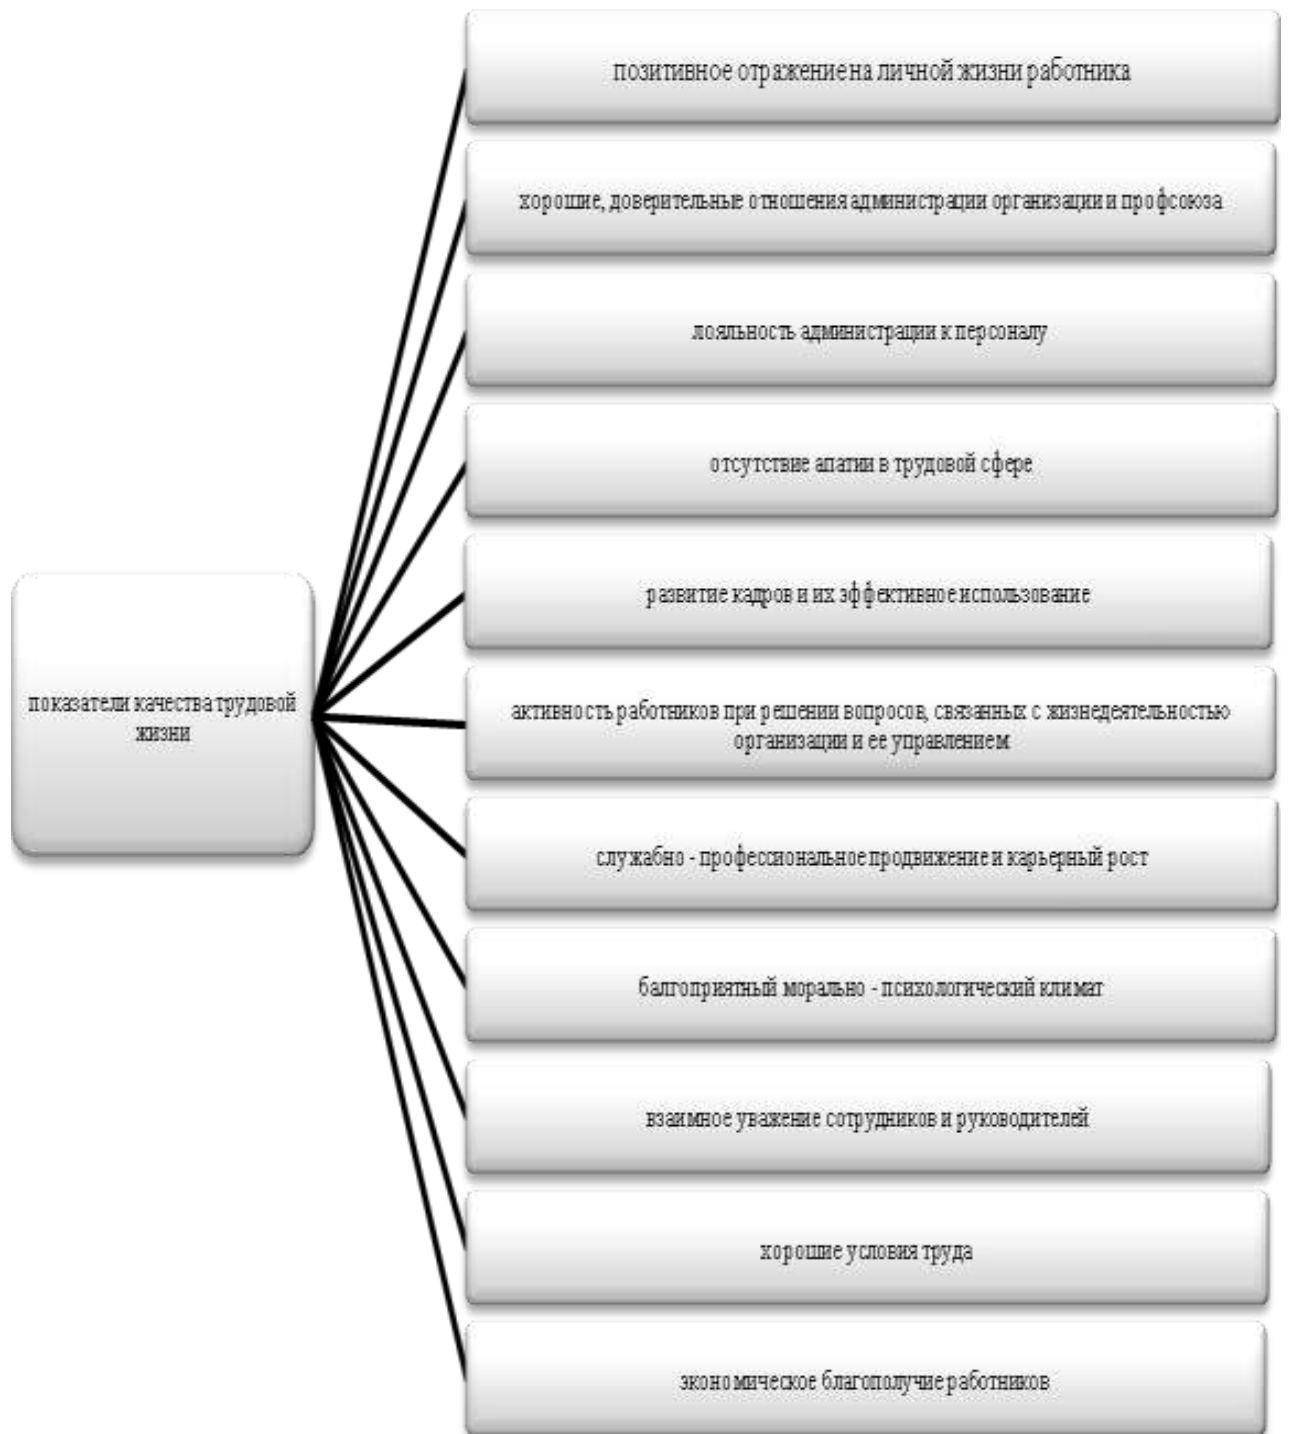 позитивное отражение на личной жизни работника
хорошие, доверительные отношения администрации организации и профсоюза
лояльность администрации к персоналу
отсутствие апатии в трудовой сфере
развитие кадров и их эффективное использование
показатели качества трудовой
жизни
активность работников при решении вопросов, связанных с жизнедеятельностью
организации и ее управлением
служабно - профессиональное продвижение и карьерный рост
балгоприятный морально - психологический климат
взаимное уважение сотрудников и руководителей
хорошие условия труда
экономическое благополучие работников